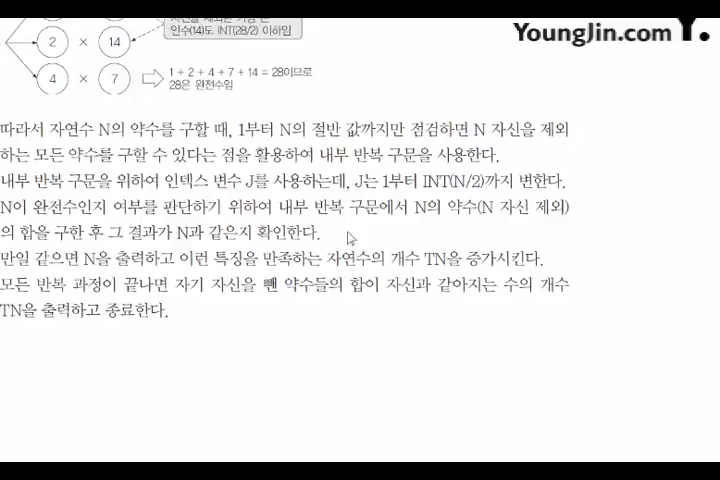 인수(14)도 INT(28/2) 이하임
YoungJin.com Y.
2 × 14
4 × 7
1 + 2 + 4 + 7 + 14 = 28이므로
28은 완전수임
따라서 자연수 N의 약수를 구할 때, 1부터 N의 절반 값까지만 점검하면 N 자신을 제외
하는 모든 약수를 구할 수 있다는 점을 활용하여 내부 반복 구문을 사용한다.
내부 반복 구문을 위하여 인덱스 변수 J를 사용하는데, J는 1부터 INT(N/2)까지 변한다.
N이 완전수인지 여부를 판단하기 위하여 내부 반복 구문에서 N의 약수(N 자신 제외)
의 합을 구한 후 그 결과가 N과 같은지 확인한다.
만일 같으면 N을 출력하고 이런 특징을 만족하는 자연수의 개수 TN을 증가시킨다.
모든 반복 과정이 끝나면 자기 자신을 뺀 약수들의 합이 자신과 같아지는 수의 개수
TN을 출력하고 종료한다.